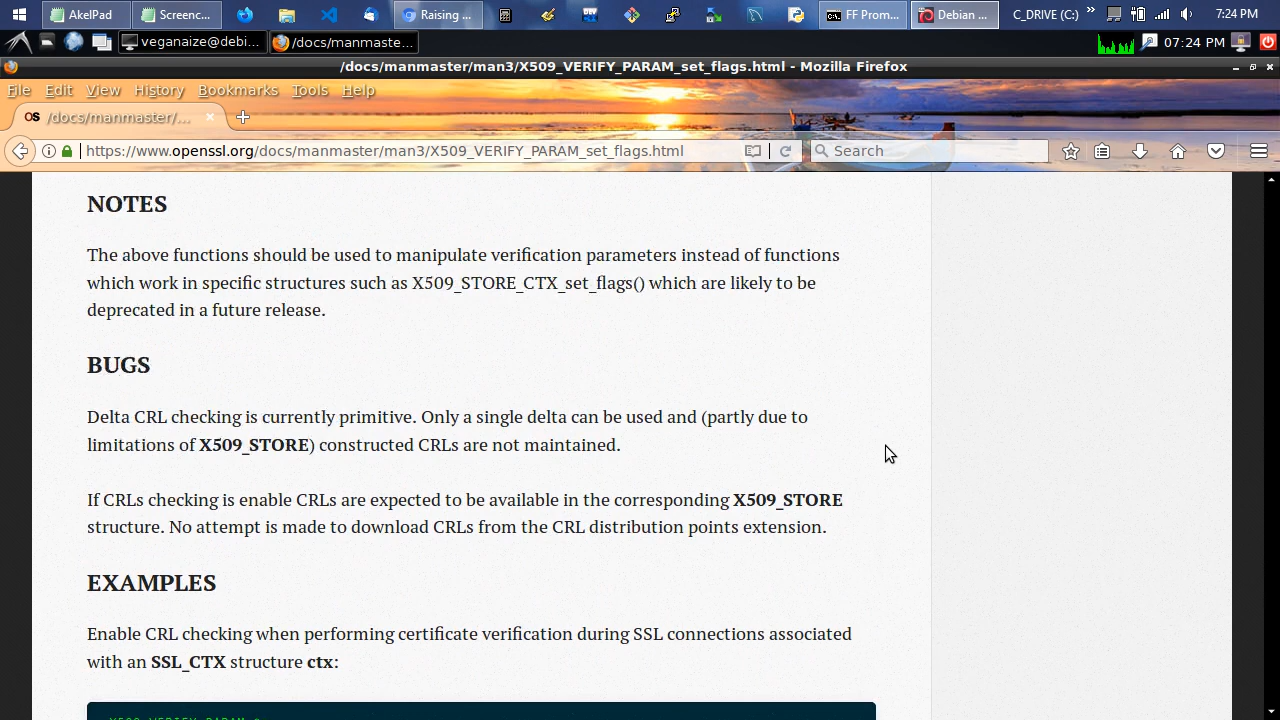 AkelPad
Screenc...
Raising ...
FF Prom...
Debian ...
C_DRIVE (C:)
7:24 PM
veganaize@debi...
/docs/manmaste...
07:24 PM
/docs/manmaster/man3/X509_VERIFY_PARAM_set_flags.html - Mozilla Firefox
File Edit View History Bookmarks Tools Help
OS /docs/manmaster/...
https://www.openssl.org/docs/manmaster/man3/X509_VERIFY_PARAM_set_flags.html
Search
NOTES
The above functions should be used to manipulate verification parameters instead of functions
which work in specific structures such as X509_STORE_CTX_set_flags() which are likely to be
deprecated in a future release.
BUGS
Delta CRL checking is currently primitive. Only a single delta can be used and (partly due to
limitations of X509_STORE) constructed CRLs are not maintained.
If CRLs checking is enable CRLs are expected to be available in the corresponding X509_STORE
structure. No attempt is made to download CRLs from the CRL distribution points extension.
EXAMPLES
Enable CRL checking when performing certificate verification during SSL connections associated
with an SSL_CTX structure ctx: